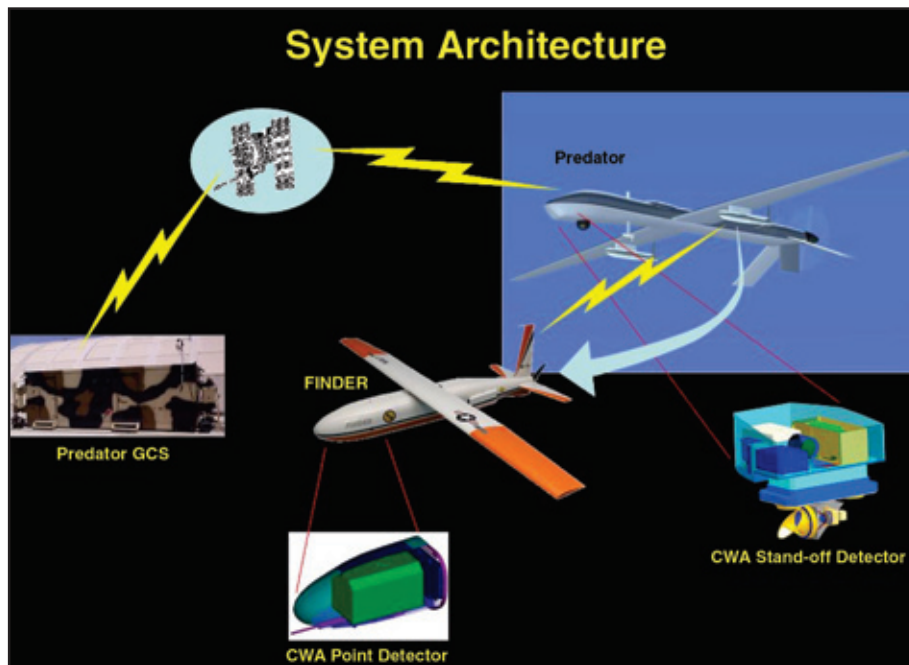 System Architecture
Predator
FINDER
Predator GCS
CWA Stand-off Detector
CWA Point Detector